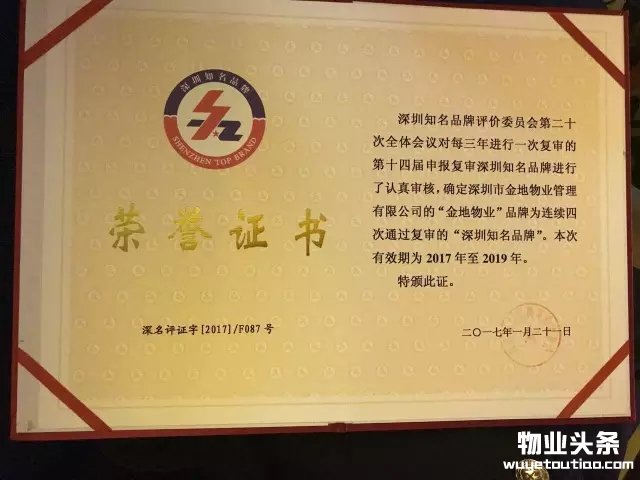 深圳知名品牌
SHENZHEN TOP BRAND
荣誉证书
深名评证字[2017]/F087号
深圳知名品牌评价委员会第二十
次全体会议对每三年进行一次复审的
第十四届申报复审深圳知名品牌进行
了认真审核，确定深圳市金地物业管理
有限公司的“金地物业”品牌为连续四
次通过复审的“深圳知名品牌”。本次
有效期为2017年至2019年。
特颁此证。
二〇一七年一月二十一日
物业头条
wuyetoutiao.com